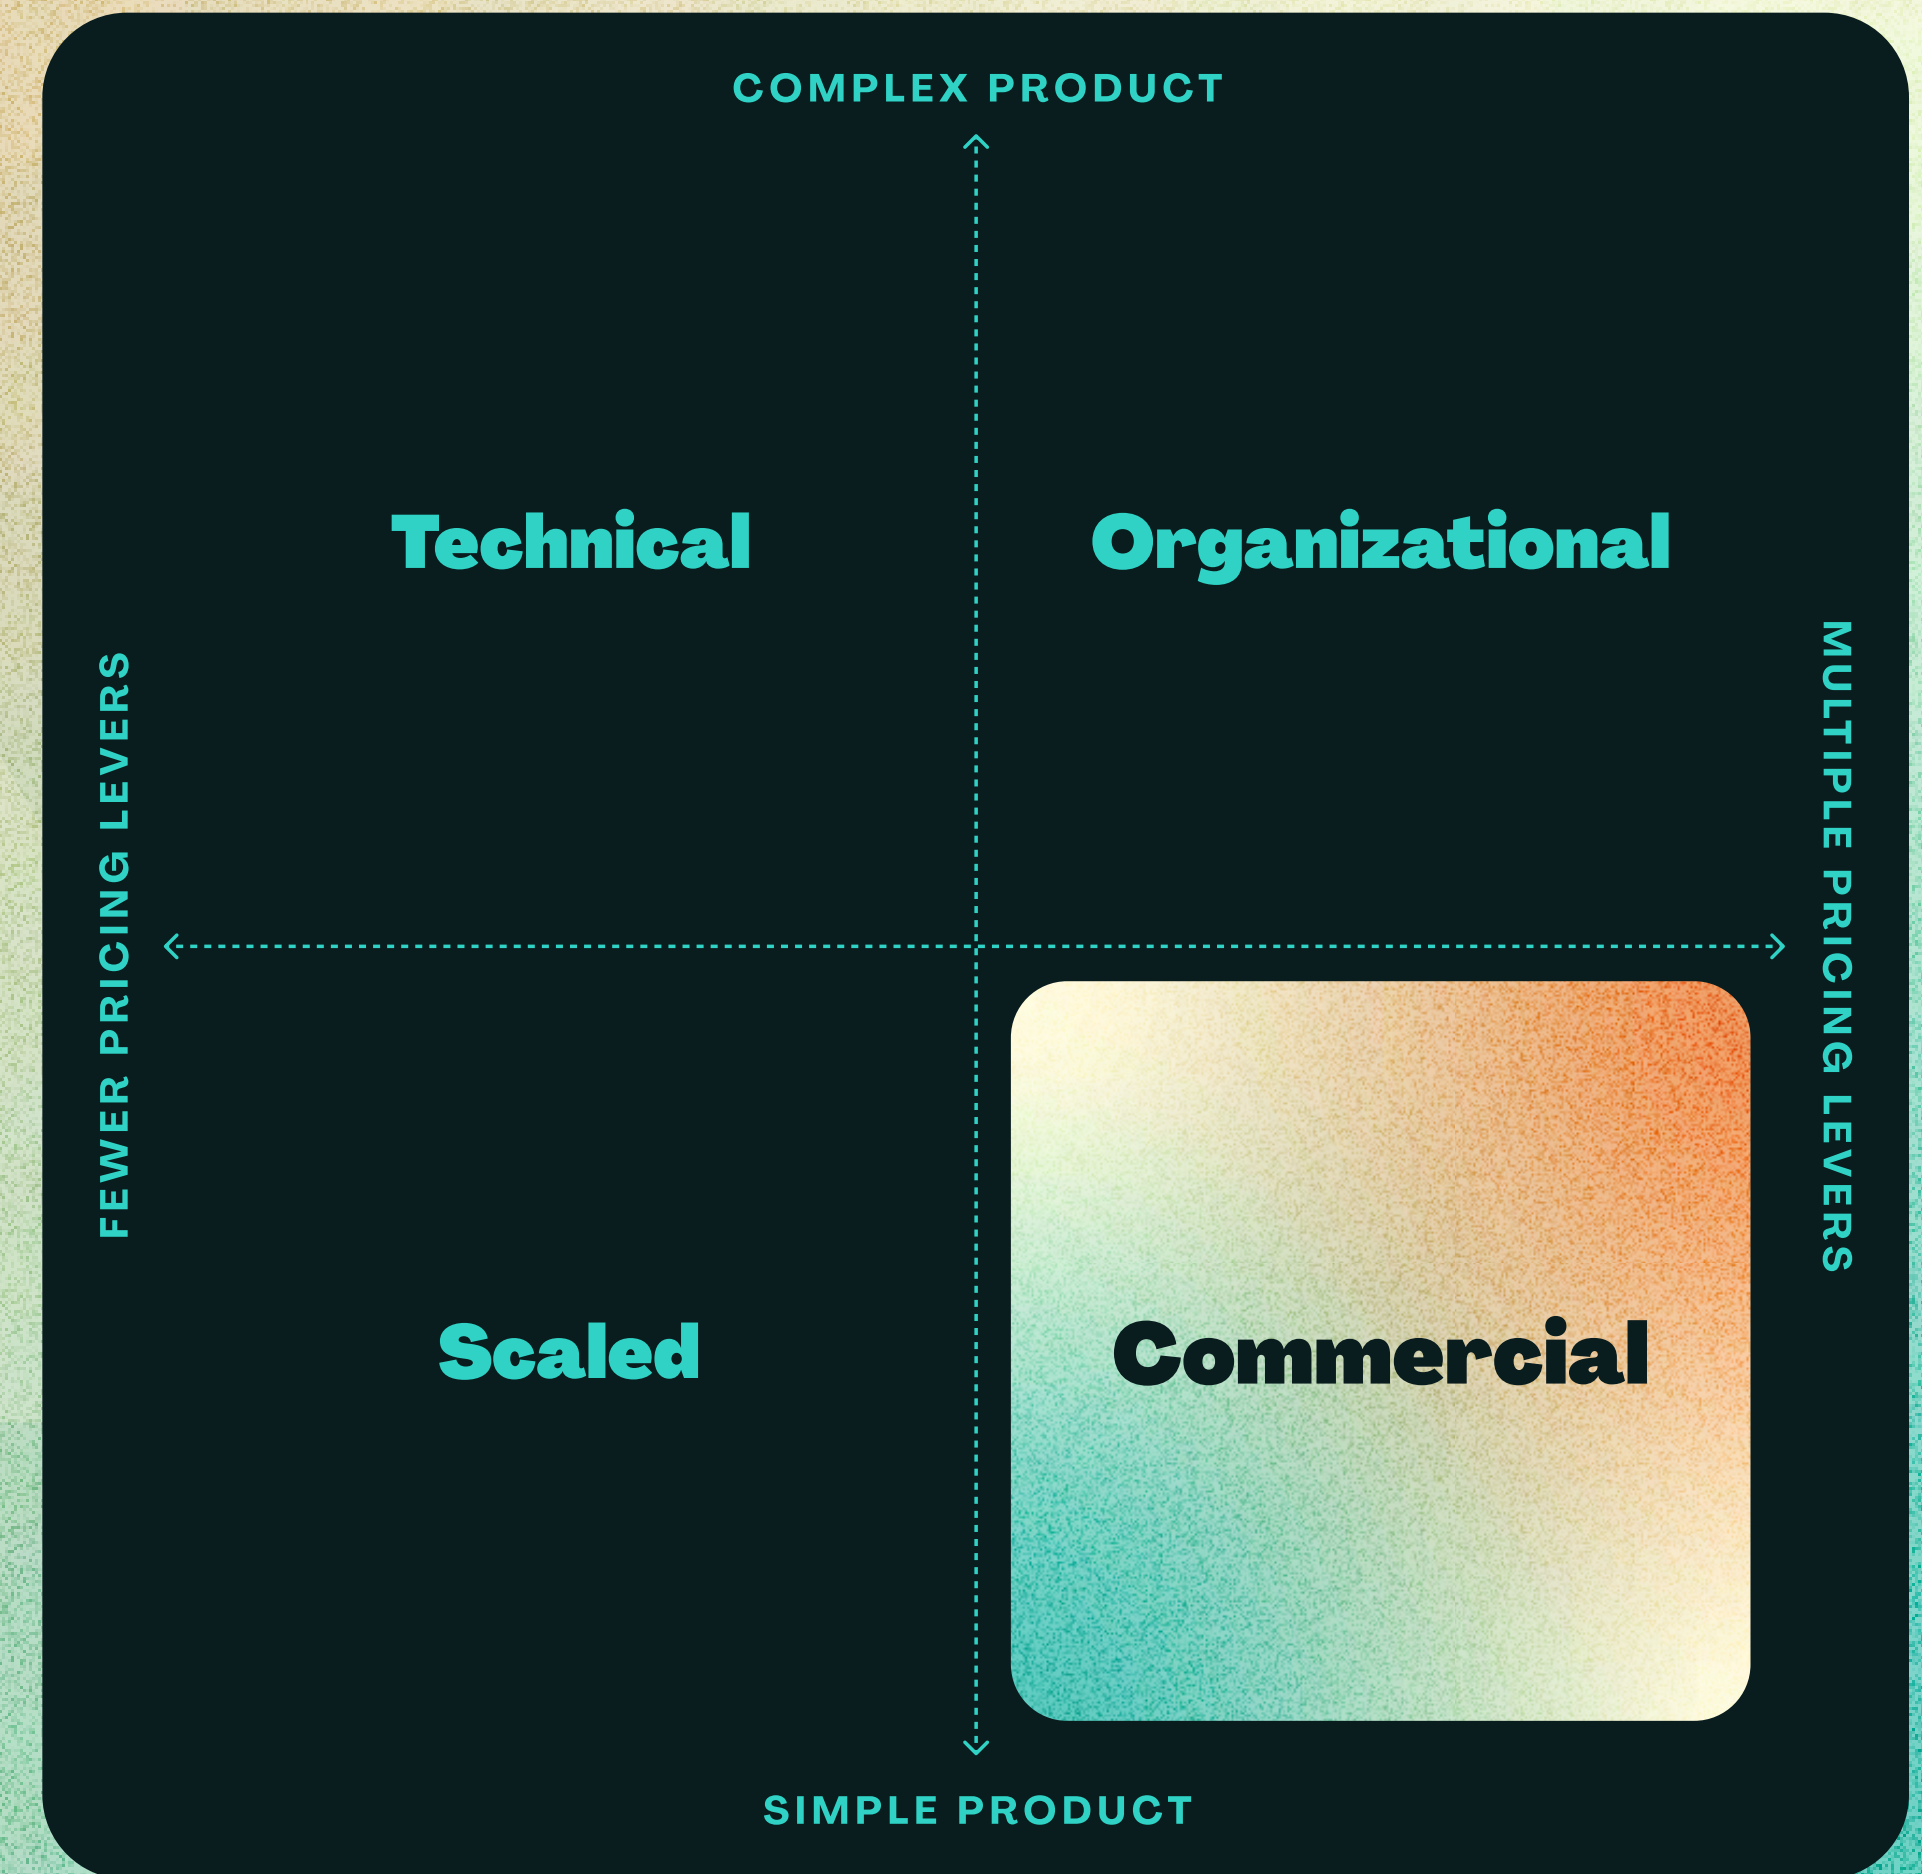 COMPLEX PRODUCT
Technical
Organizational
FEWER PRICING LEVERS
MULTIPLE PRICING LEVERS
Scaled
Commercial
SIMPLE PRODUCT